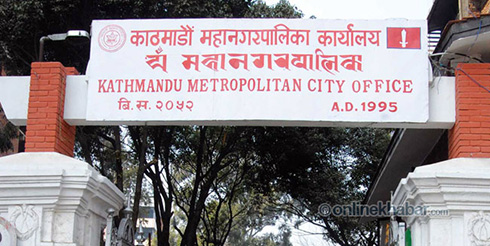 काठमाडौं महानगरपालिका कार्यालय
KATHMANDU METROPOLITAN CITY OFFICE
बि.स. २०५२ A.D. 1995
©onlinekhabar.com